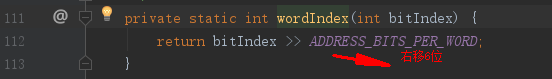 111 @ private static int wordIndex(int bitIndex) {
112 return bitIndex >> ADDRESS_BITS_PER_WORD;
右移6位
113 }